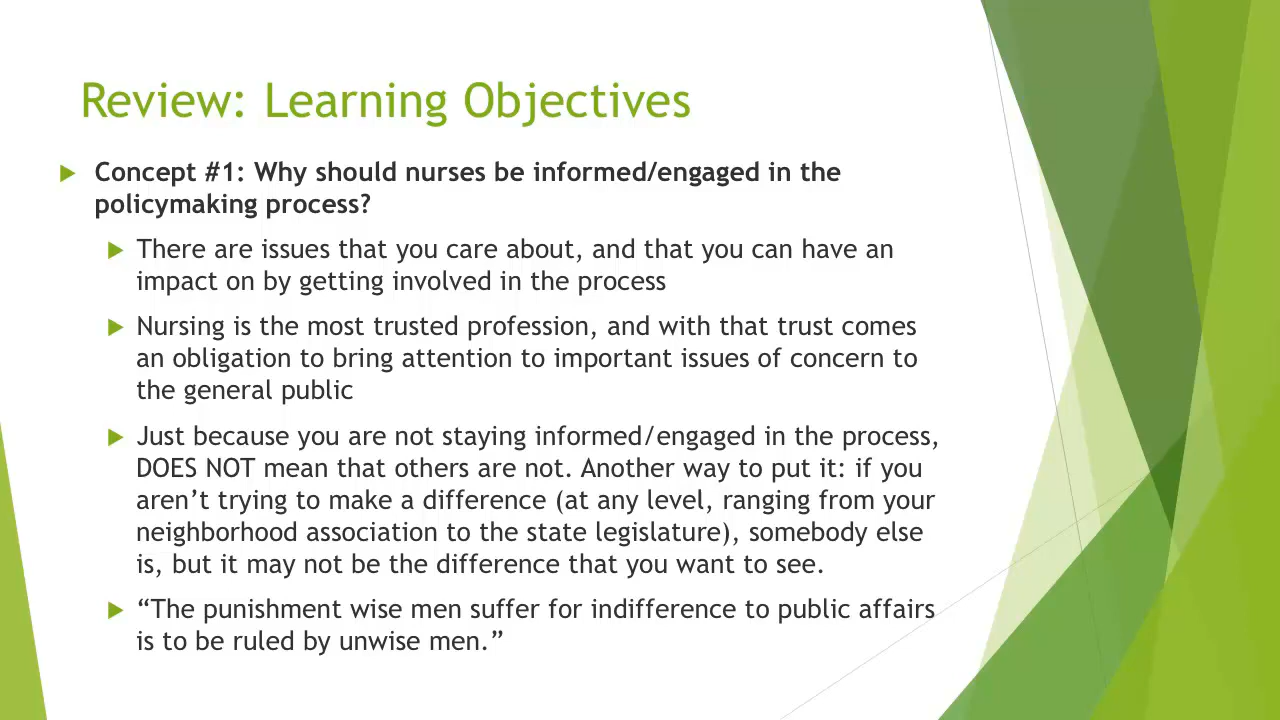 Review: Learning Objectives
Concept #1: Why should nurses be informed/engaged in the
policymaking process?
There are issues that you care about, and that you can have an
impact on by getting involved in the process
Nursing is the most trusted profession, and with that trust comes
an obligation to bring attention to important issues of concern to
the general public
Just because you are not staying informed/engaged in the process,
DOES NOT mean that others are not. Another way to put it: if you
aren’t trying to make a difference (at any level, ranging from your
neighborhood association to the state legislature), somebody else
is, but it may not be the difference that you want to see.
“The punishment wise men suffer for indifference to public affairs
is to be ruled by unwise men.”